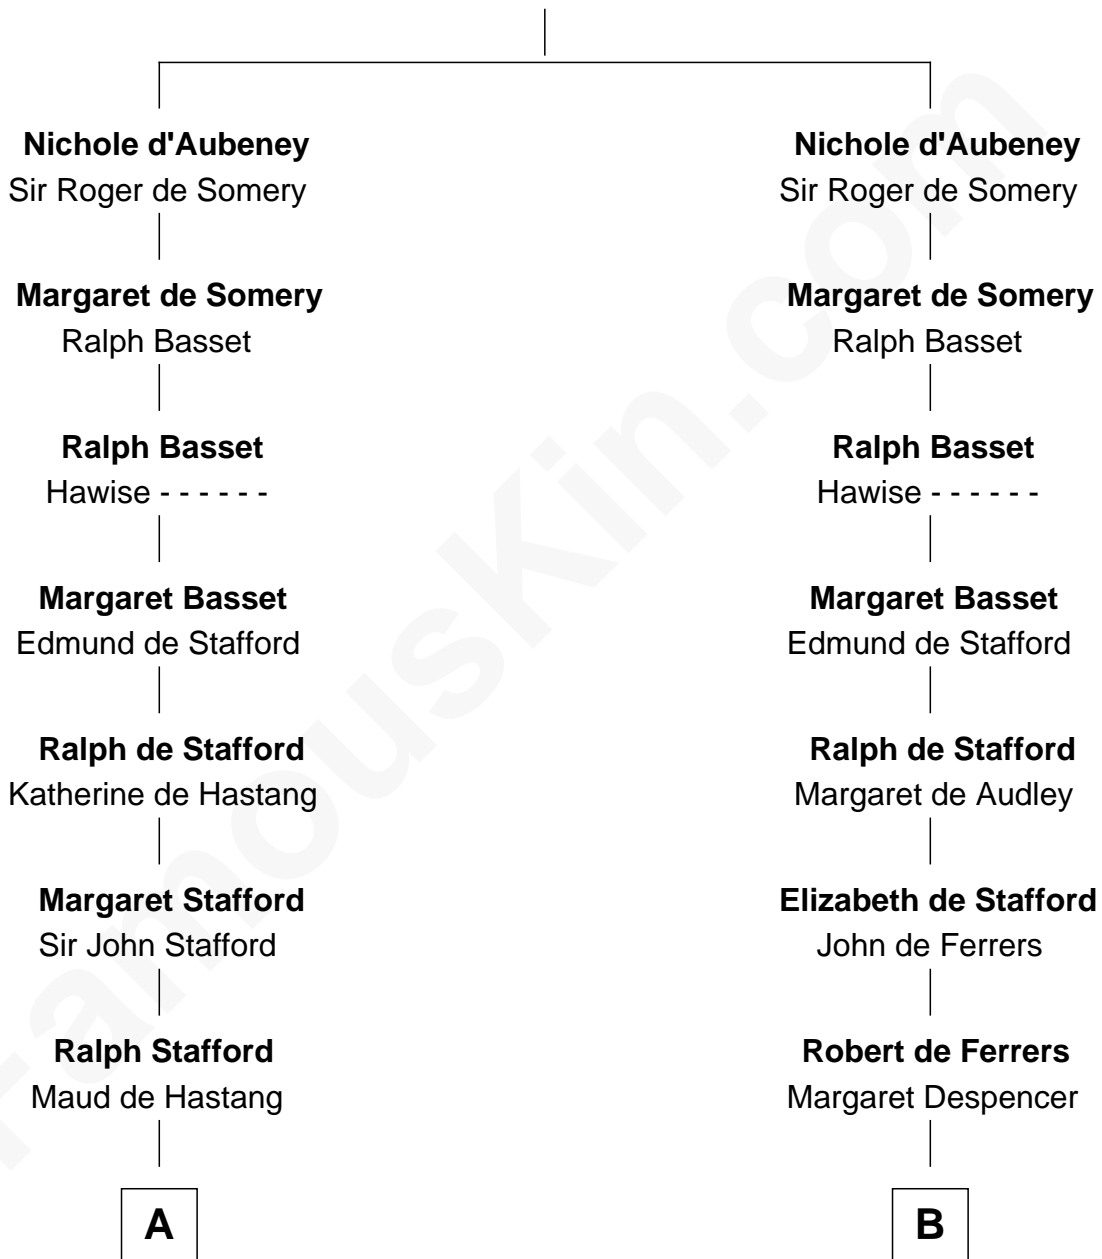 Nichole d'Aubeney
Sir Roger de Somery
Margaret de Somery
Ralph Basset
Ralph Basset
Hawise - - - - - -
Margaret Basset
Edmund de Stafford
Ralph de Stafford
Katherine de Hastang
Margaret Stafford
Sir John Stafford
Ralph Stafford
Maud de Hastang
A
Nichole d'Aubeney
Sir Roger de Somery
Margaret de Somery
Ralph Basset
Ralph Basset
Hawise - - - - - -
Margaret Basset
Edmund de Stafford
Ralph de Stafford
Margaret de Audley
Elizabeth de Stafford
John de Ferrers
Robert de Ferrers
Margaret Despencer
B
FamousKin.com